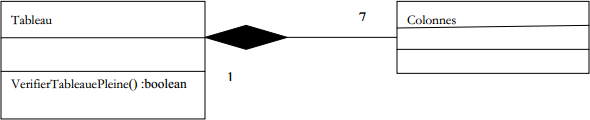 Tableau
7
Colonnes
1
VerifierTableauePleine() :boolean